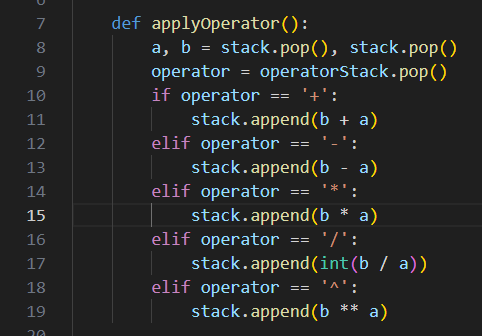 7 def applyOperator():
8 a, b = stack.pop(), stack.pop()
9 operator = operatorStack.pop()
10 if operator == '+':
11 stack.append(b + a)
12 elif operator == '-':
13 stack.append(b - a)
14 elif operator == '*':
15 stack.append(b * a)
16 elif operator == '/':
17 stack.append(int(b / a))
18 elif operator == '^':
19 stack.append(b ** a)